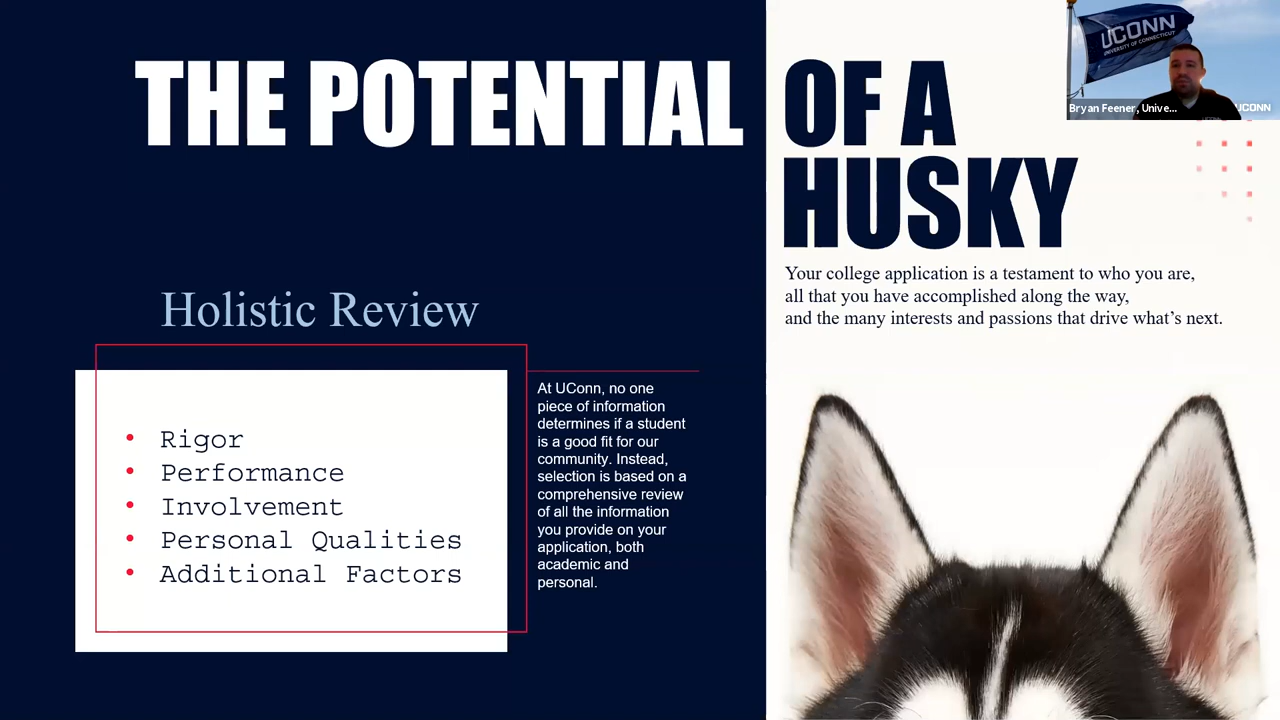 THE POTENTIAL OF A
HUSKY
UCONN
UNIVERSITY OF CONNECTICUT
Bryan Feener, Unive...
UCONN
Your college application is a testament to who you are,
all that you have accomplished along the way,
and the many interests and passions that drive what’s next.
Holistic Review
• Rigor
• Performance
• Involvement
• Personal Qualities
• Additional Factors
At UConn, no one
piece of information
determines if a student
is a good fit for our
community. Instead,
selection is based on a
comprehensive review
of all the information
you provide on your
application, both
academic and
personal.